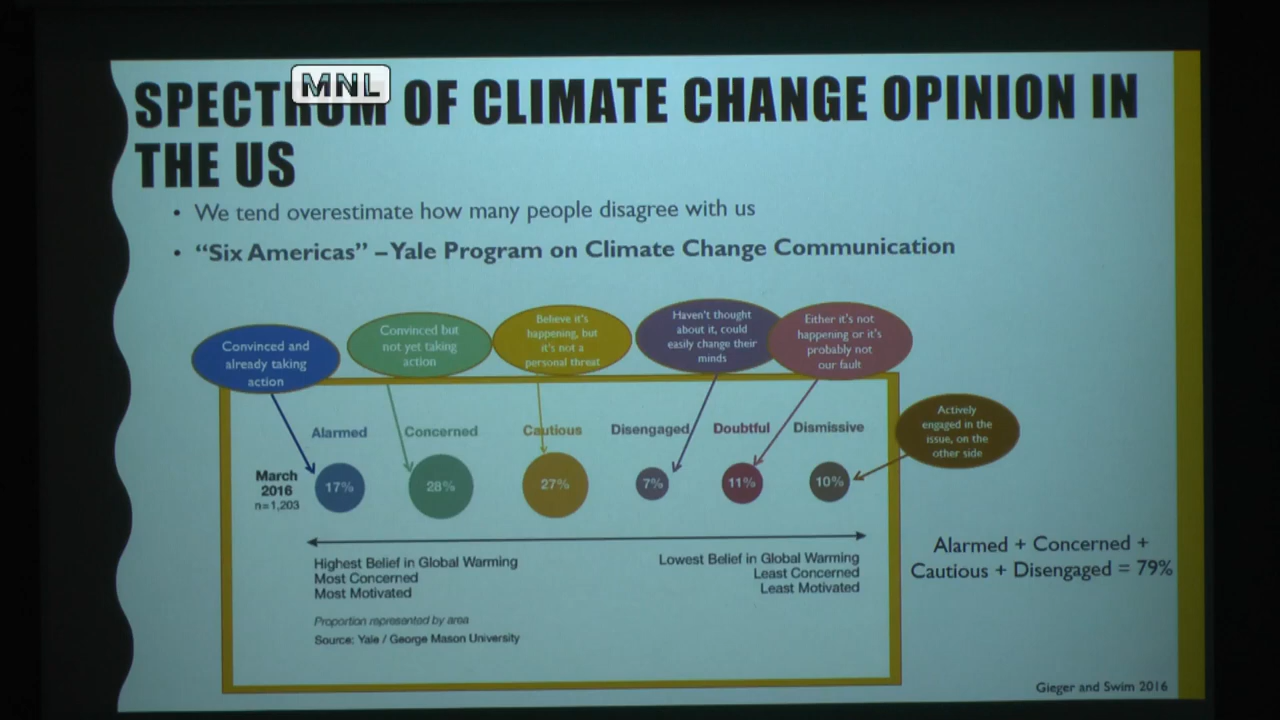 MNL
SPECTRUM OF CLIMATE CHANGE OPINION IN
THE US
• We tend overestimate how many people disagree with us
• “Six Americas” – Yale Program on Climate Change Communication
Convinced and
already taking
action
Convinced but
not yet taking
action
Believe it's
happening, but
it's not a
personal threat
Haven't thought
about it, could
easily change their
minds
Either it's not
happening or it's
probably not
our fault
Actively
engaged in the
issue, on the
other side
Alarmed Concerned Cautious Disengaged Doubtful Dismissive
March
2016
n=1,203
17% 28% 27% 7% 11% 10%
Highest Belief in Global Warming
Most Concerned
Most Motivated
Lowest Belief in Global Warming
Least Concerned
Least Motivated
Proportion represented by area
Source: Yale / George Mason University
Alarmed + Concerned +
Cautious + Disengaged = 79%
Gieger and Swim 2016